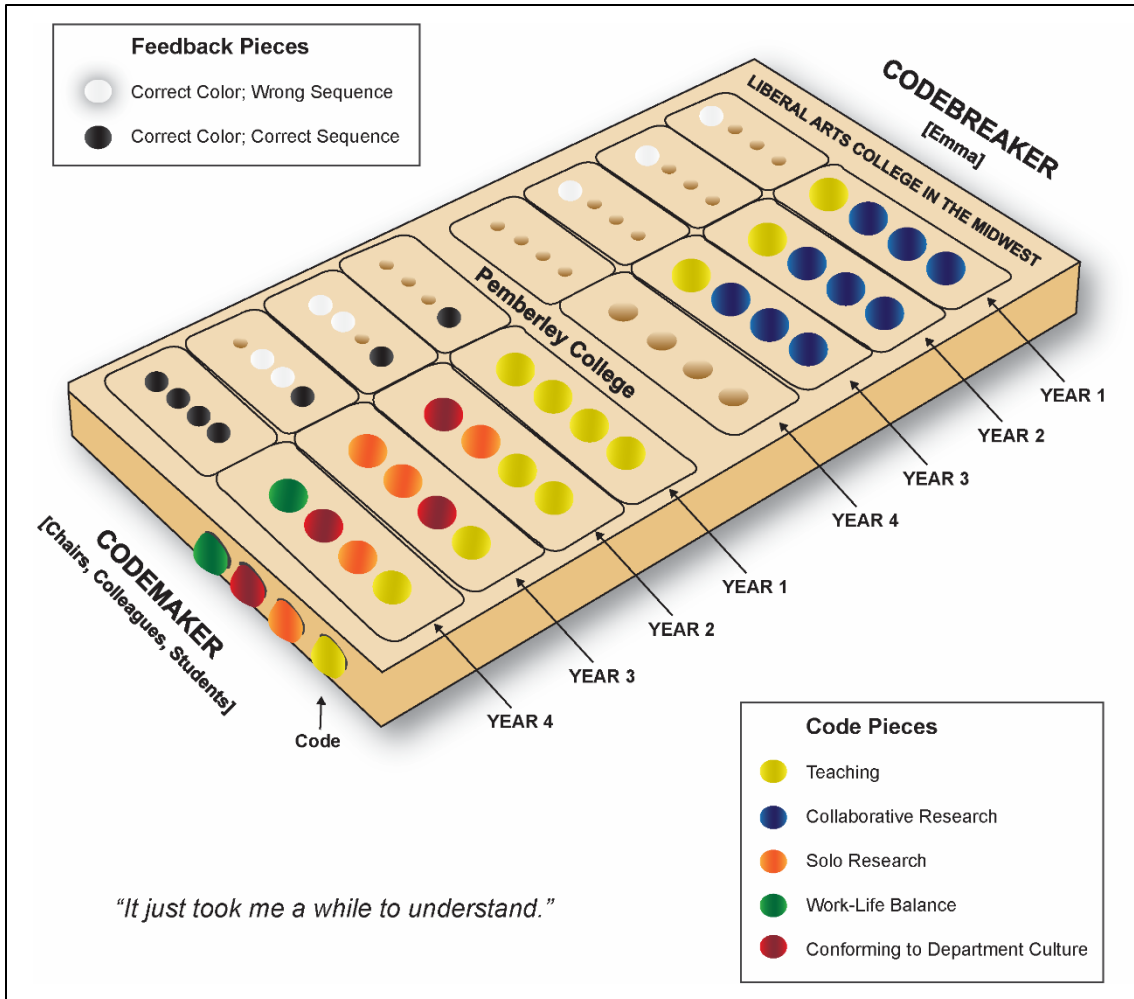 Feedback Pieces
Correct Color; Wrong Sequence
Correct Color; Correct Sequence
CODEBREAKER
[Emma]
LIBERAL ARTS COLLEGE IN THE MIDWEST
YEAR 1
YEAR 2
YEAR 3
YEAR 4
Pemberley College
YEAR 1
YEAR 2
YEAR 3
YEAR 4
CODEMAKER
[Chairs, Colleagues, Students]
Code
Code Pieces
Teaching
Collaborative Research
Solo Research
Work-Life Balance
Conforming to Department Culture
“It just took me a while to understand.”